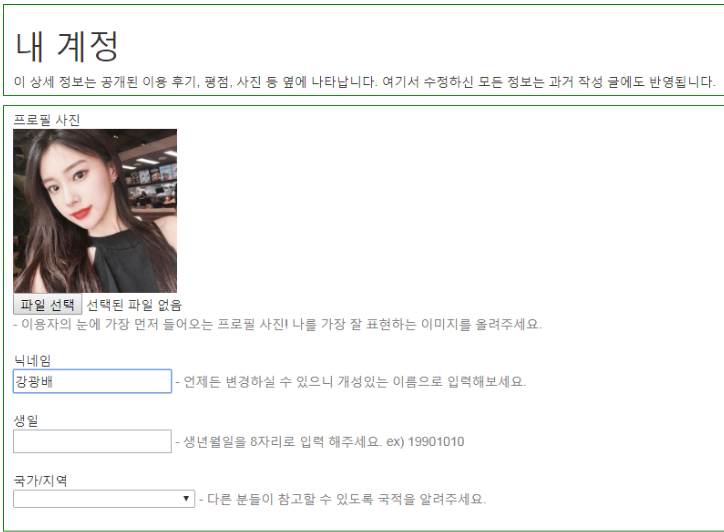 내 계정
이 상세 정보는 공개된 이용 후기, 평점, 사진 등 옆에 나타납니다. 여기서 수정하신 모든 정보는 과거 작성 글에도 반영됩니다.
프로필 사진
파일 선택 선택된 파일 없음
- 이용자의 눈에 가장 먼저 들어오는 프로필 사진! 나를 가장 잘 표현하는 이미지를 올려주세요.
닉네임
강광배 - 언제든 변경하실 수 있으니 개성있는 이름으로 입력해보세요.
생일
- 생년월일을 8자리로 입력 해주세요. ex) 19901010
국가/지역
- 다른 분들이 참고할 수 있도록 국적을 알려주세요.